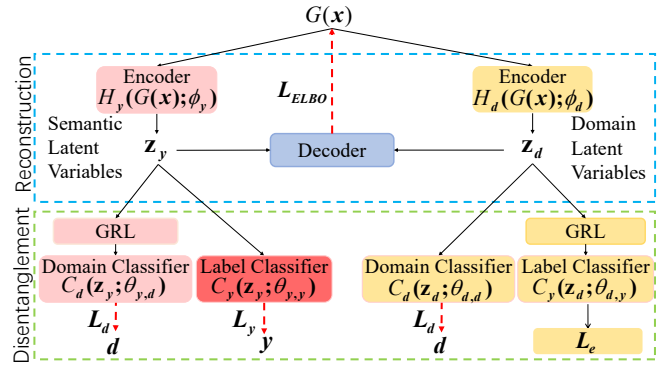 G(x)
Reconstruction
Encoder
H_y(G(x);ϕ_y)
L_ELBO
Encoder
H_d(G(x);ϕ_d)
Semantic
Latent
Variables
z_y
Decoder
z_d
Domain
Latent
Variables
Disentanglement
GRL
GRL
Domain Classifier
C_d(z_y;θ_y,d)
Label Classifier
C_y(z_y;θ_y,y)
Domain Classifier
C_d(z_d;θ_d,d)
Label Classifier
C_y(z_d;θ_d,y)
L_d
L_y
L_d
d
y
d
L_e